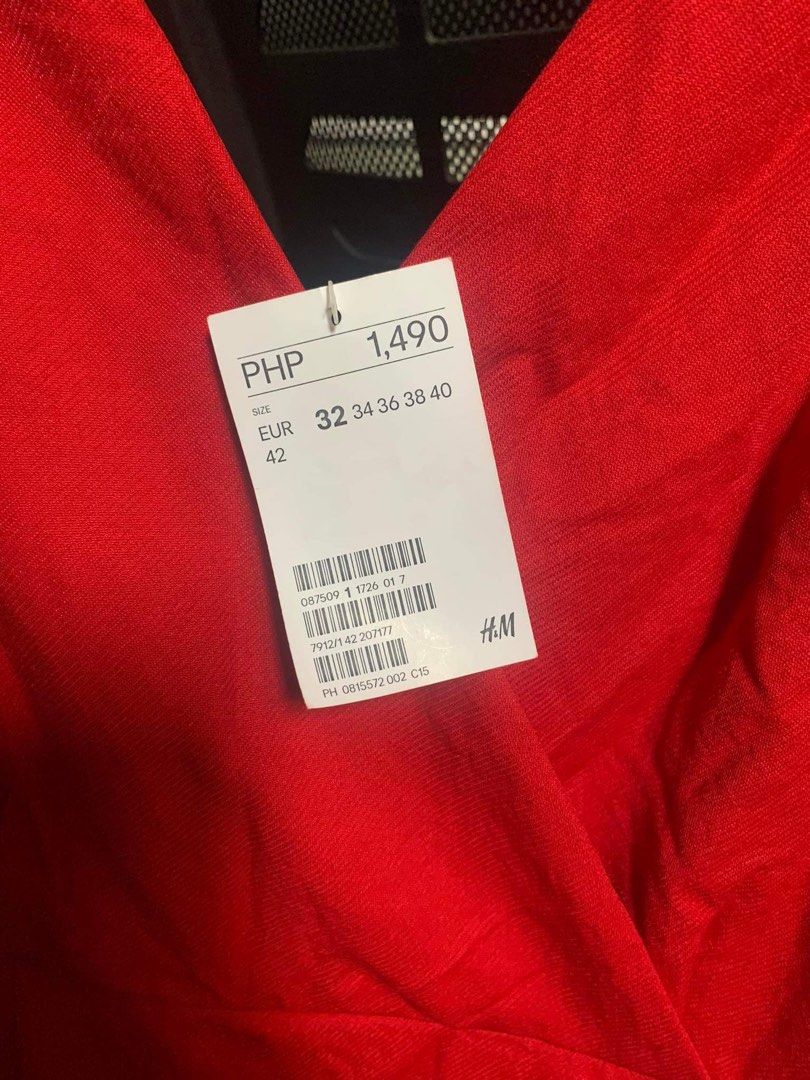 PHP 1,490
SIZE
EUR 32 34 36 38 40
42
087509 1 1726 01 7
7912/1 42 207177
PH 0815572 002 C15
H&M